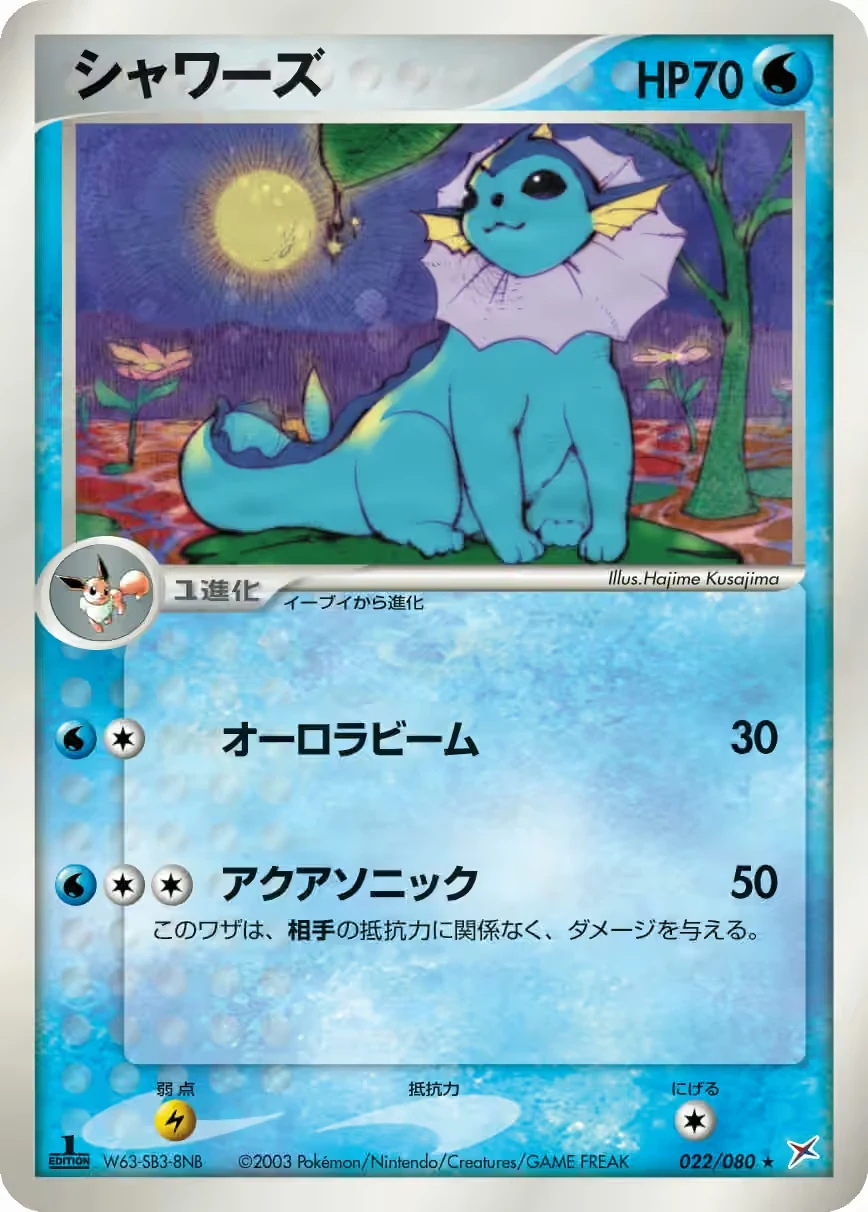 シャワーズ HP70
Illus.Hajime Kusajima
1進化 イーブイから進化
オーロラビーム 30
アクアソニック 50
このワザは、相手の抵抗力に関係なく、ダメージを与える。
弱点 抵抗力 にげる
1 EDITION W63-SB3-8NB ©2003 Pokémon/Nintendo/Creatures/GAME FREAK 022/080 ★